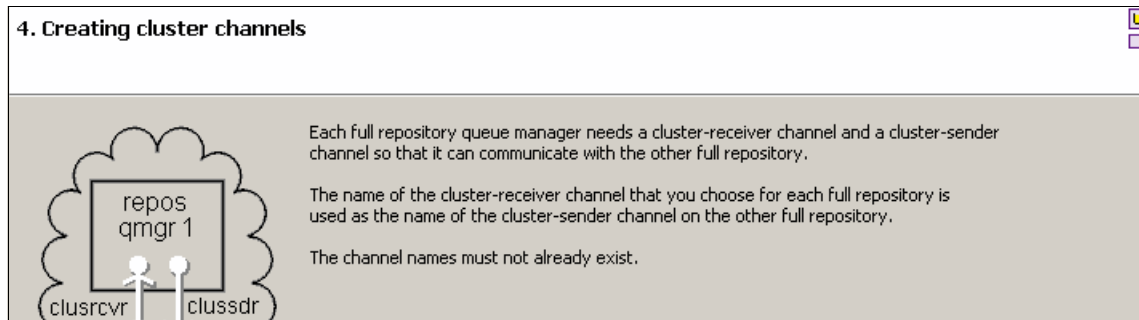 4. Creating cluster channels
Each full repository queue manager needs a cluster-receiver channel and a cluster-sender
channel so that it can communicate with the other full repository.
The name of the cluster-receiver channel that you choose for each full repository is
used as the name of the cluster-sender channel on the other full repository.
The channel names must not already exist.
repos
qmgr 1
clusrcvr
clussdr